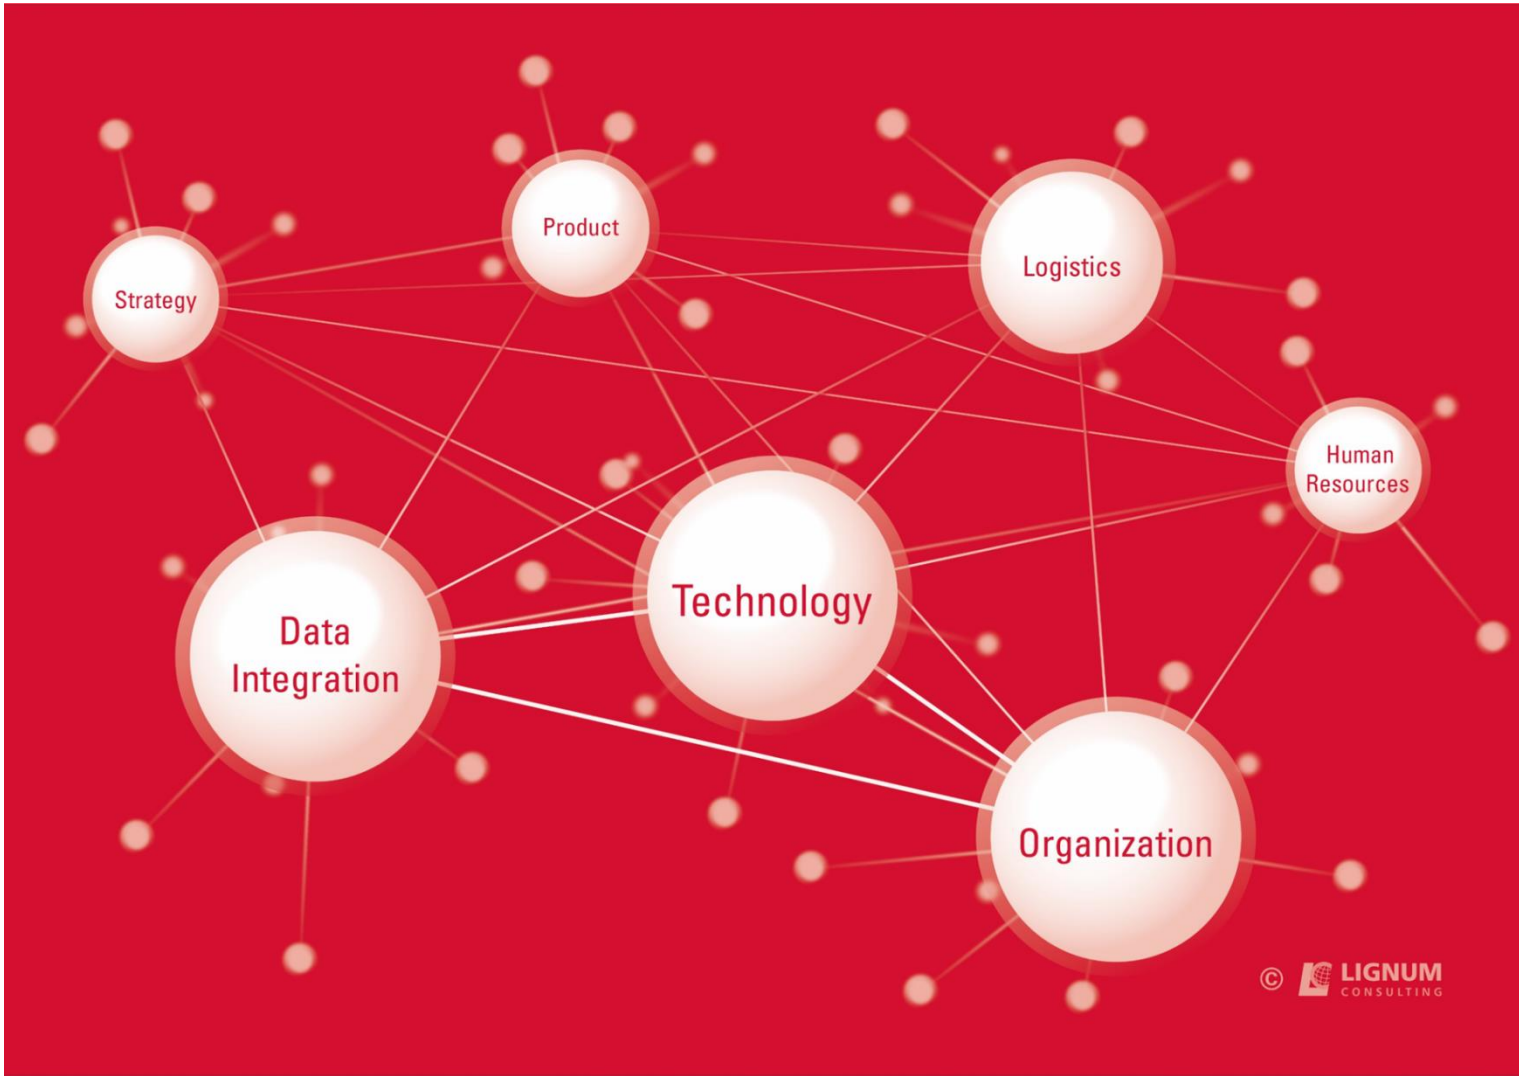 Product
Logistics
Strategy
Human
Resources
Technology
Data
Integration
Organization
© LIGNUM
CONSULTING